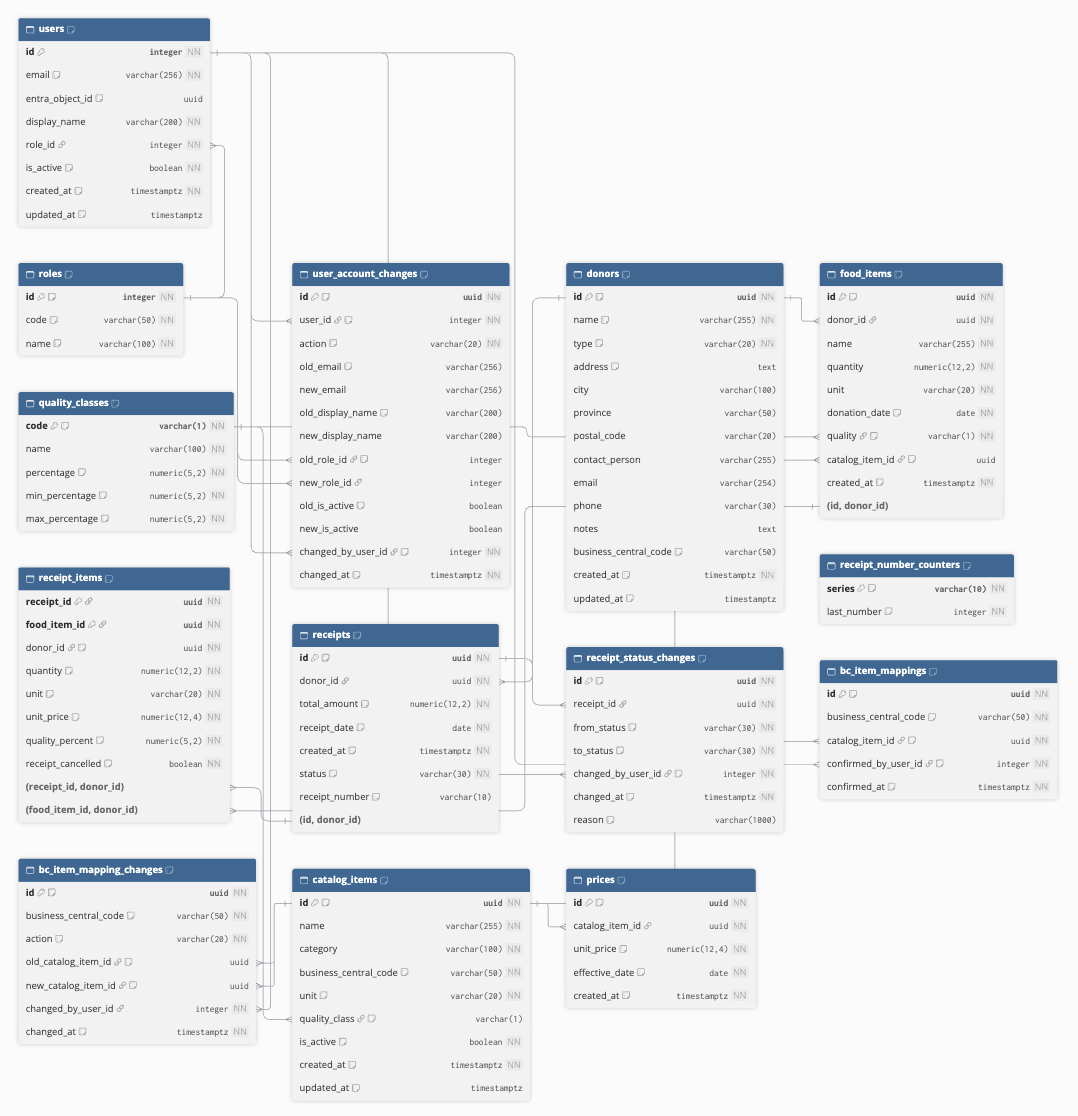 users
id integer NN
email varchar(256) NN
entra_object_id uuid
display_name varchar(200) NN
role_id integer NN
is_active boolean NN
created_at timestamptz NN
updated_at timestamptz
roles
id integer NN
code varchar(50) NN
name varchar(100) NN
user_account_changes
id uuid NN
user_id integer NN
action varchar(20) NN
old_email varchar(256)
new_email varchar(256)
old_display_name varchar(200)
new_display_name varchar(200)
old_role_id integer
new_role_id integer
old_is_active boolean
new_is_active boolean
changed_by_user_id integer NN
changed_at timestamptz NN
donors
id uuid NN
name varchar(255) NN
type varchar(20) NN
address text
city varchar(100)
province varchar(50)
postal_code varchar(20)
contact_person varchar(255)
email varchar(254)
phone varchar(30)
notes text
business_central_code varchar(50)
created_at timestamptz NN
updated_at timestamptz
food_items
id uuid NN
donor_id uuid NN
name varchar(255) NN
quantity numeric(12,2) NN
unit varchar(20) NN
donation_date date NN
quality varchar(1) NN
catalog_item_id uuid
created_at timestamptz NN
(id, donor_id)
quality_classes
code varchar(1) NN
name varchar(100) NN
percentage numeric(5,2) NN
min_percentage numeric(5,2) NN
max_percentage numeric(5,2) NN
receipt_items
receipt_id uuid NN
food_item_id uuid NN
donor_id uuid NN
quantity numeric(12,2) NN
unit varchar(20) NN
unit_price numeric(12,4) NN
quality_percent numeric(5,2) NN
receipt_cancelled boolean NN
(receipt_id, donor_id)
(food_item_id, donor_id)
receipts
id uuid NN
donor_id uuid NN
total_amount numeric(12,2) NN
receipt_date date NN
created_at timestamptz NN
status varchar(30) NN
receipt_number varchar(10)
(id, donor_id)
receipt_status_changes
id uuid NN
receipt_id uuid NN
from_status varchar(30) NN
to_status varchar(30) NN
changed_by_user_id integer NN
changed_at timestamptz NN
reason varchar(1000)
receipt_number_counters
series varchar(10) NN
last_number integer NN
bc_item_mappings
id uuid NN
business_central_code varchar(50) NN
catalog_item_id uuid NN
confirmed_by_user_id integer NN
confirmed_at timestamptz NN
bc_item_mapping_changes
id uuid NN
business_central_code varchar(50) NN
action varchar(20) NN
old_catalog_item_id uuid
new_catalog_item_id uuid
changed_by_user_id integer NN
changed_at timestamptz NN
catalog_items
id uuid NN
name varchar(255) NN
category varchar(100) NN
business_central_code varchar(50) NN
unit varchar(20) NN
quality_class varchar(1)
is_active boolean NN
created_at timestamptz NN
updated_at timestamptz
prices
id uuid NN
catalog_item_id uuid NN
unit_price numeric(12,4) NN
effective_date date NN
created_at timestamptz NN